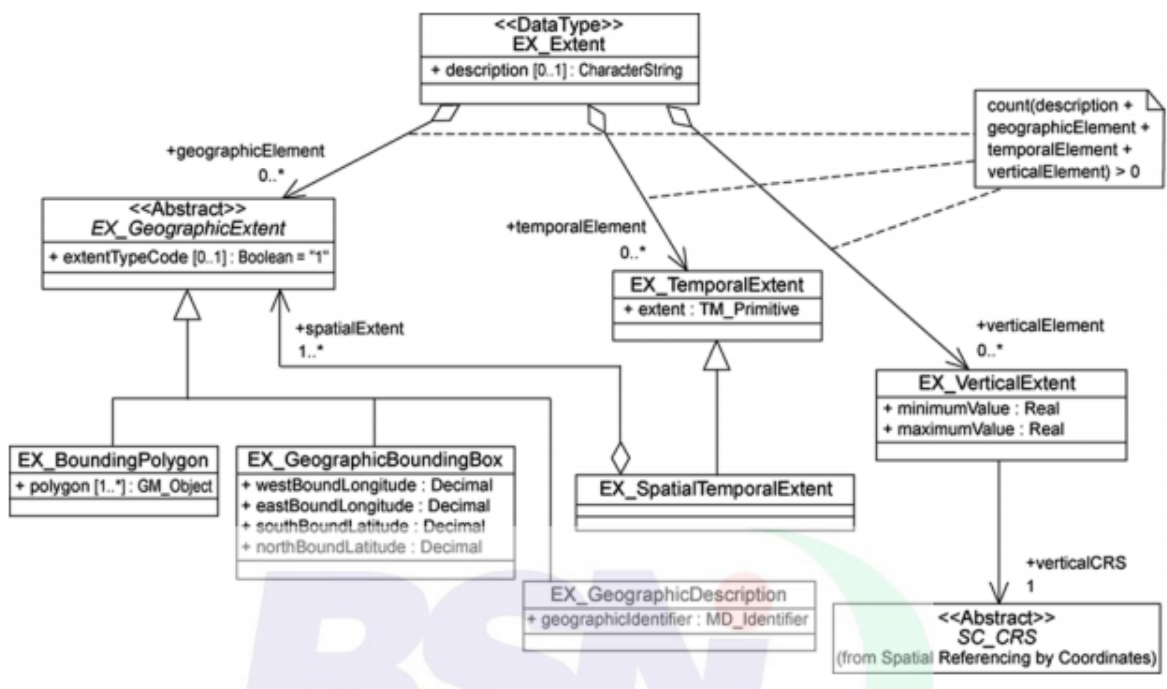 <<DataType>>
EX_Extent
+ description [0..1] : CharacterString
count(description +
geographicElement +
temporalElement +
verticalElement) > 0
+geographicElement
0..*
<<Abstract>>
EX_GeographicExtent
+ extentTypeCode [0..1] : Boolean = "1"
+temporalElement
0..*
EX_TemporalExtent
+ extent : TM_Primitive
+spatialExtent
1..*
+verticalElement
0..*
EX_VerticalExtent
+ minimumValue : Real
+ maximumValue : Real
EX_BoundingPolygon
+ polygon [1..*] : GM_Object
EX_GeographicBoundingBox
+ westBoundLongitude : Decimal
+ eastBoundLongitude : Decimal
+ southBoundLatitude : Decimal
+ northBoundLatitude : Decimal
EX_SpatialTemporalExtent
+verticalCRS
1
EX_GeographicDescription
+ geographicIdentifier : MD_Identifier
<<Abstract>>
SC_CRS
(from Spatial Referencing by Coordinates)
BSN